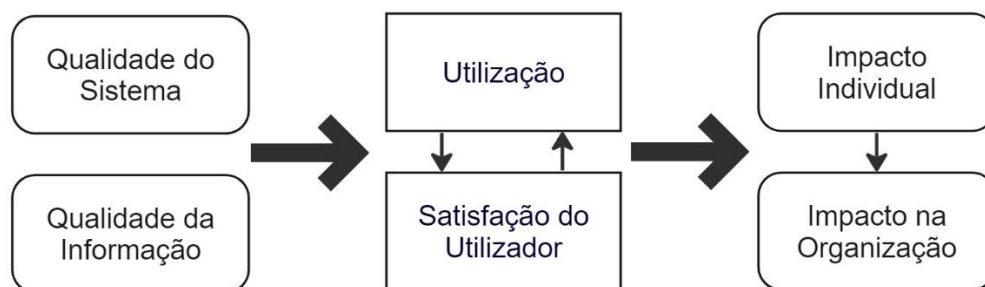 Qualidade do
Sistema
Qualidade da
Informação
Utilização
Satisfação do
Utilizador
Impacto
Individual
Impacto na
Organização